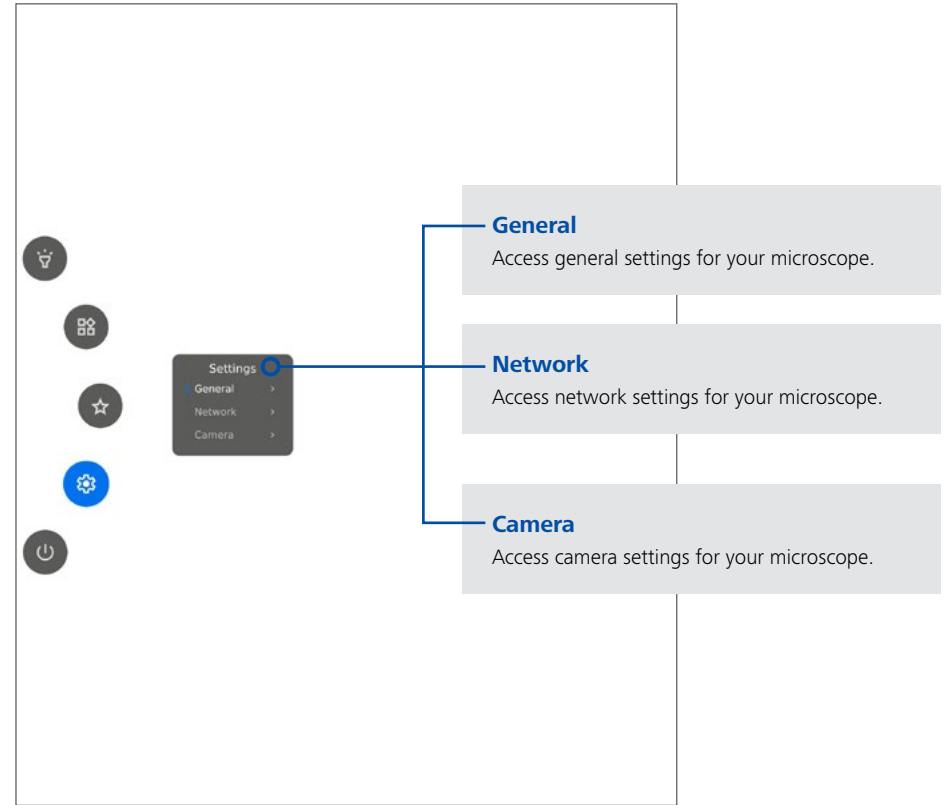 Settings
General
Network
Camera
General
Access general settings for your microscope.
Network
Access network settings for your microscope.
Camera
Access camera settings for your microscope.